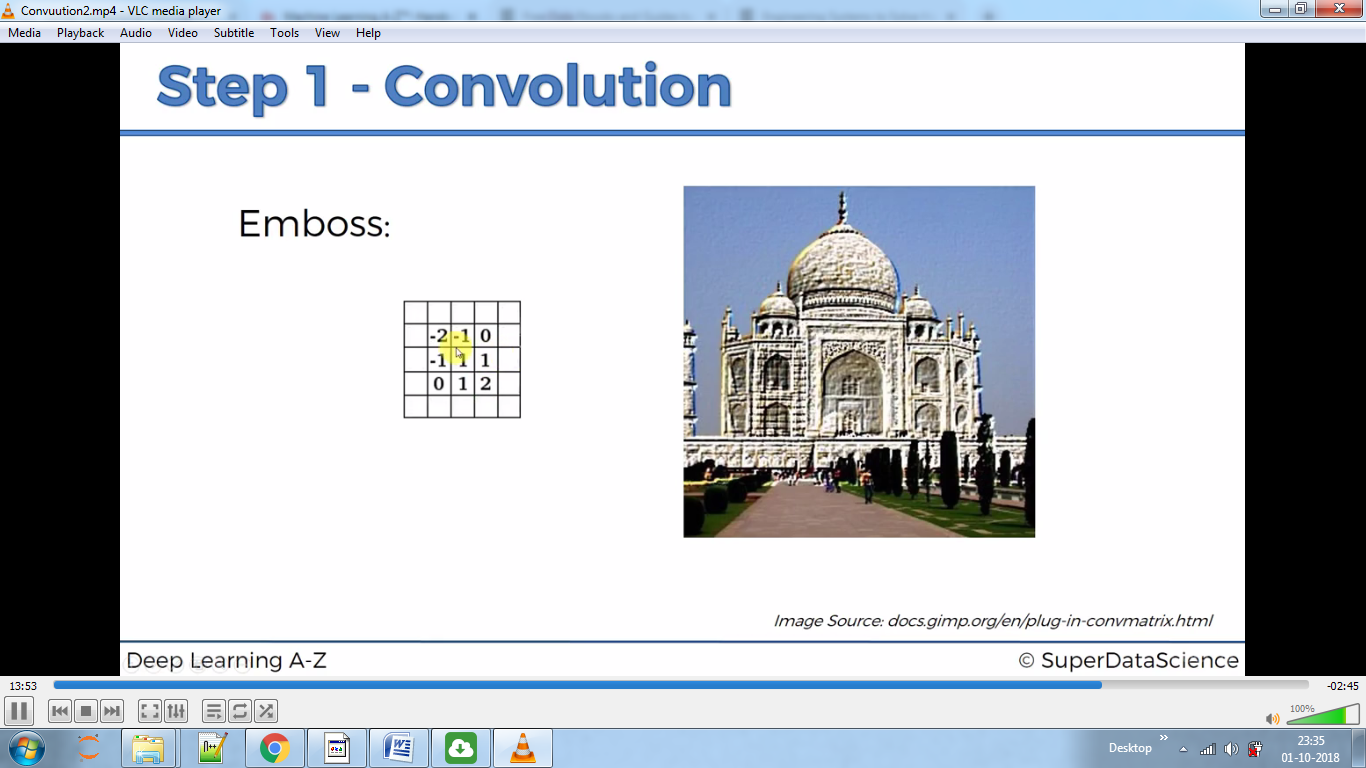 Convuution2.mp4 - VLC media player
Media Playback Audio Video Subtitle Tools View Help
Step 1 - Convolution
Emboss:
-2 -1 0
-1 1 1
0 1 2
Image Source: docs.gimp.org/en/plug-in-convmatrix.html
Deep Learning A-Z
© SuperDataScience
13:53
-02:45
100%
Desktop
23:35
01-10-2018